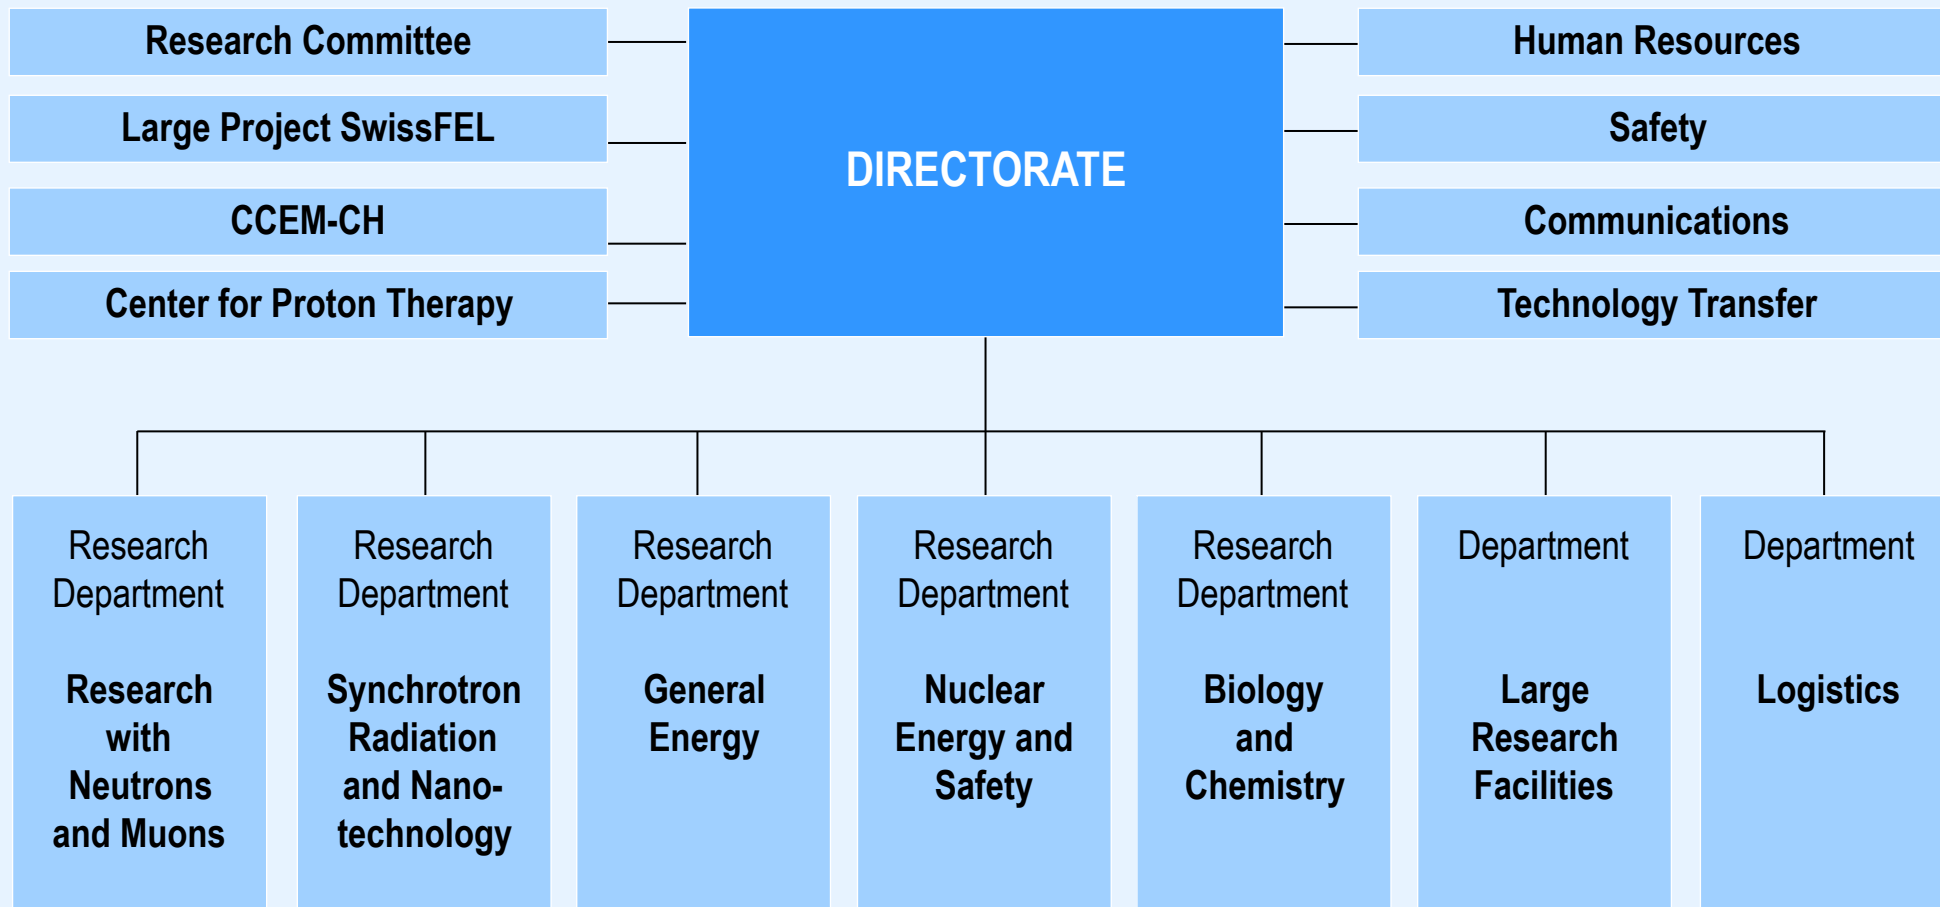 Research Committee
Large Project SwissFEL
CCEM-CH
Center for Proton Therapy
DIRECTORATE
Human Resources
Safety
Communications
Technology Transfer
Research
Department
Research
with
Neutrons
and Muons
Research
Department
Synchrotron
Radiation
and Nano-
technology
Research
Department
General
Energy
Research
Department
Nuclear
Energy and
Safety
Research
Department
Biology
and
Chemistry
Department
Large
Research
Facilities
Department
Logistics